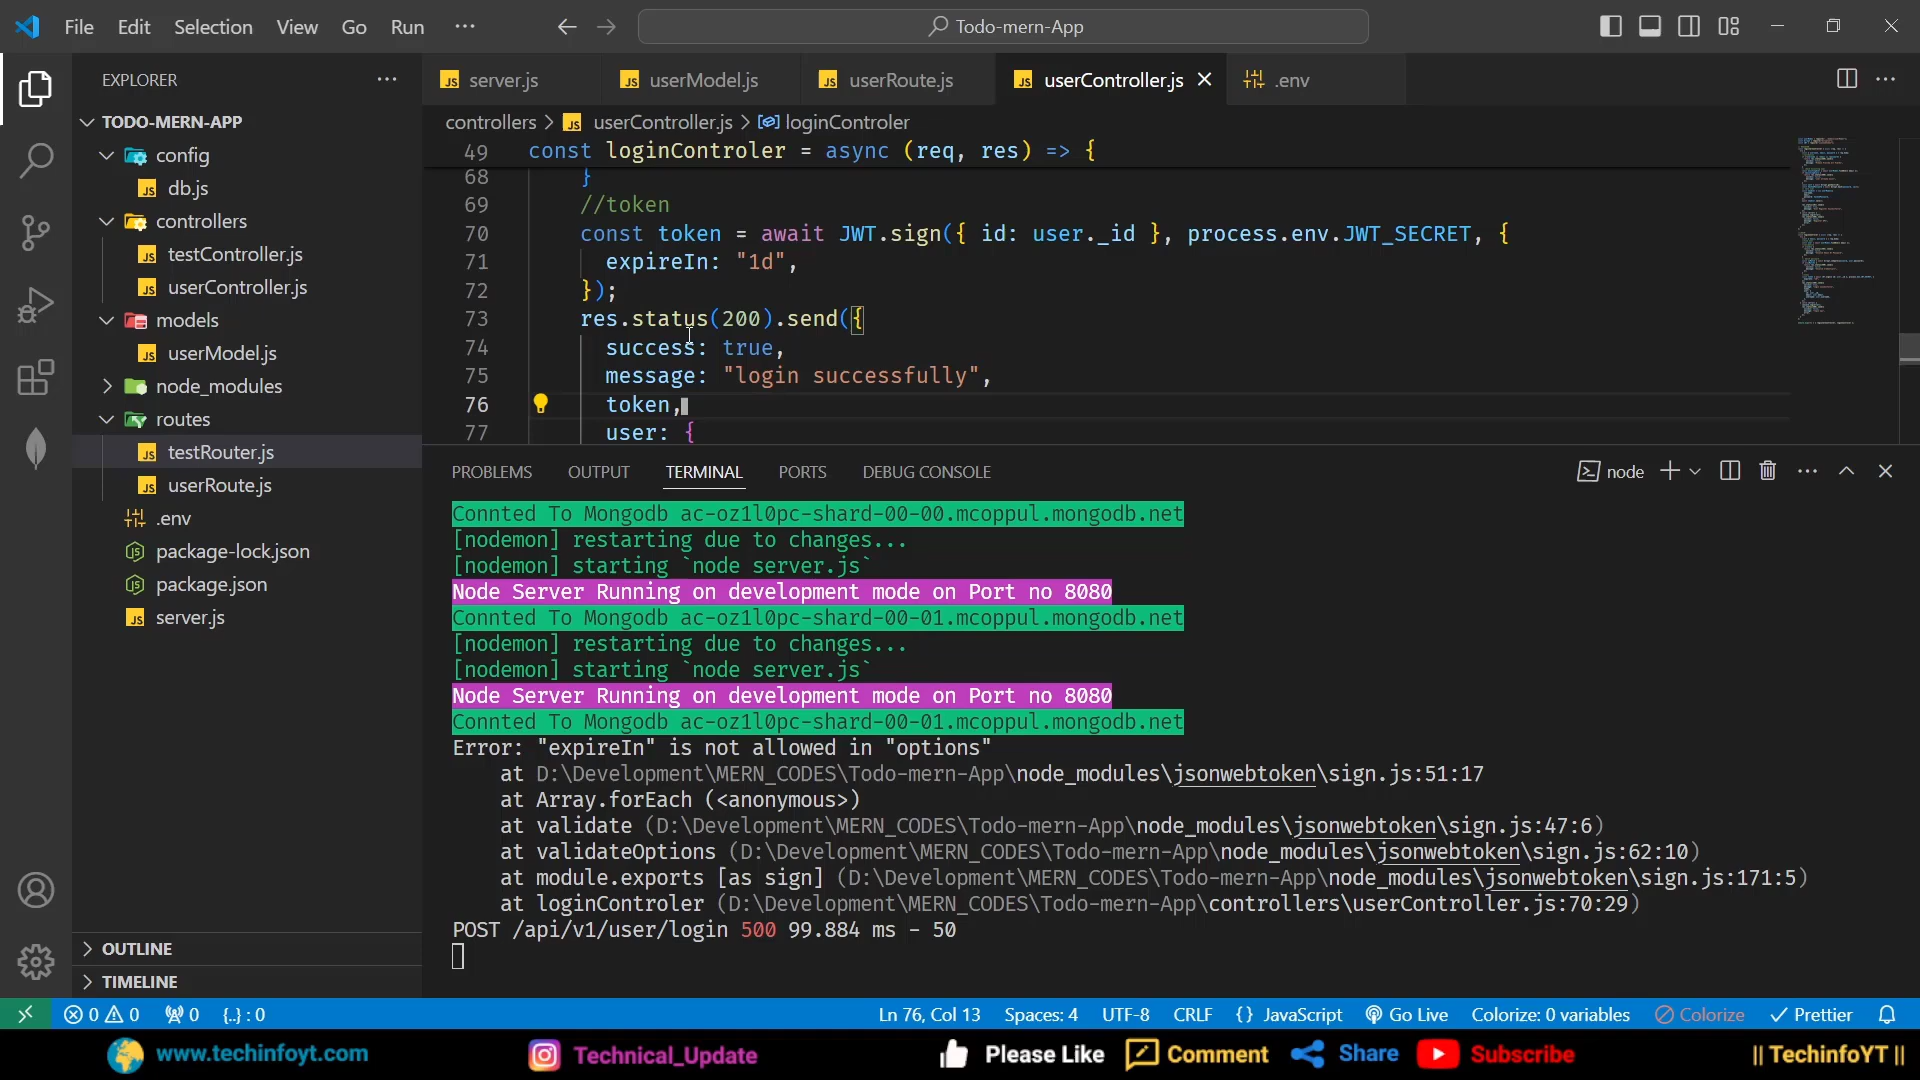 File Edit Selection View Go Run ···
Todo-mern-App
EXPLORER
TODO-MERN-APP
config
db.js
controllers
testController.js
userController.js
models
userModel.js
node_modules
routes
testRouter.js
userRoute.js
.env
package-lock.json
package.json
server.js
OUTLINE
TIMELINE
server.js userModel.js userRoute.js userController.js .env
controllers > userController.js > loginControler
49 const loginControler = async (req, res) => {
68 }
69 //token
70 const token = await JWT.sign({ id: user._id }, process.env.JWT_SECRET, {
71 expireIn: "1d",
72 });
73 res.status(200).send({
74 success: true,
75 message: "login successfully",
76 token,
77 user: {
PROBLEMS OUTPUT TERMINAL PORTS DEBUG CONSOLE
node
Connted To Mongodb ac-oz1l0pc-shard-00-00.mcoppul.mongodb.net
[nodemon] restarting due to changes...
[nodemon] starting `node server.js`
Node Server Running on development mode on Port no 8080
Connted To Mongodb ac-oz1l0pc-shard-00-01.mcoppul.mongodb.net
[nodemon] restarting due to changes...
[nodemon] starting `node server.js`
Node Server Running on development mode on Port no 8080
Connted To Mongodb ac-oz1l0pc-shard-00-01.mcoppul.mongodb.net
Error: "expireIn" is not allowed in "options"
at D:\Development\MERN_CODES\Todo-mern-App\node_modules\jsonwebtoken\sign.js:51:17
at Array.forEach (<anonymous>)
at validate (D:\Development\MERN_CODES\Todo-mern-App\node_modules\jsonwebtoken\sign.js:47:6)
at validateOptions (D:\Development\MERN_CODES\Todo-mern-App\node_modules\jsonwebtoken\sign.js:62:10)
at module.exports [as sign] (D:\Development\MERN_CODES\Todo-mern-App\node_modules\jsonwebtoken\sign.js:171:5)
at loginControler (D:\Development\MERN_CODES\Todo-mern-App\controllers\userController.js:70:29)
POST /api/v1/user/login 500 99.884 ms - 50
0 0 0 {..} : 0 Ln 76, Col 13 Spaces: 4 UTF-8 CRLF {} JavaScript Go Live Colorize: 0 variables Colorize Prettier
www.techinfoyt.com Technical_Update Please Like Comment Share Subscribe || TechinfoYT ||